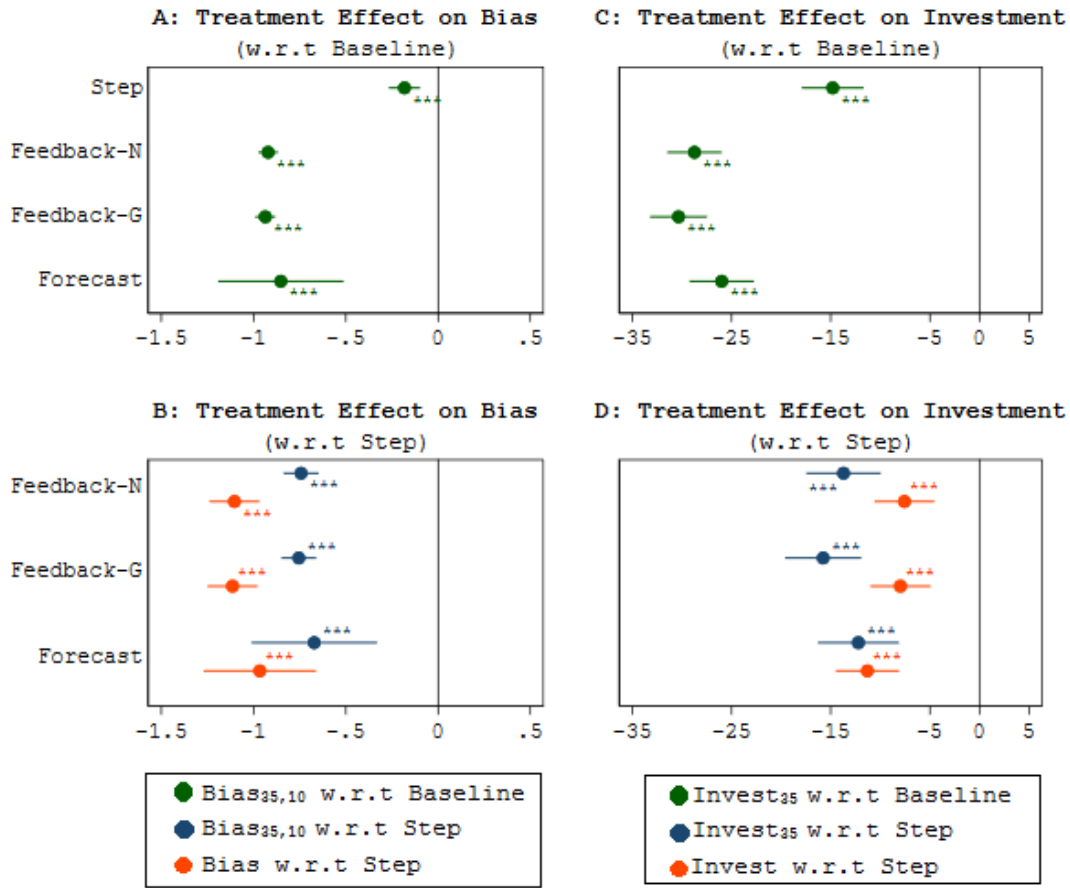 A: Treatment Effect on Bias
(w.r.t Baseline)
Step
***
Feedback-N
***
Feedback-G
***
Forecast
***
-1.5 -1 -.5 0 .5
C: Treatment Effect on Investment
(w.r.t Baseline)
***
***
***
***
-35 -25 -15 -5 5
B: Treatment Effect on Bias
(w.r.t Step)
Feedback-N
***
***
Feedback-G
***
***
Forecast
***
***
-1.5 -1 -.5 0 .5
D: Treatment Effect on Investment
(w.r.t Step)
***
***
***
***
***
***
-35 -25 -15 -5 0 5
Bias₃₅,₁₀ w.r.t Baseline
Bias₃₅,₁₀ w.r.t Step
Bias w.r.t Step
Invest₃₅ w.r.t Baseline
Invest₃₅ w.r.t Step
Invest w.r.t Step